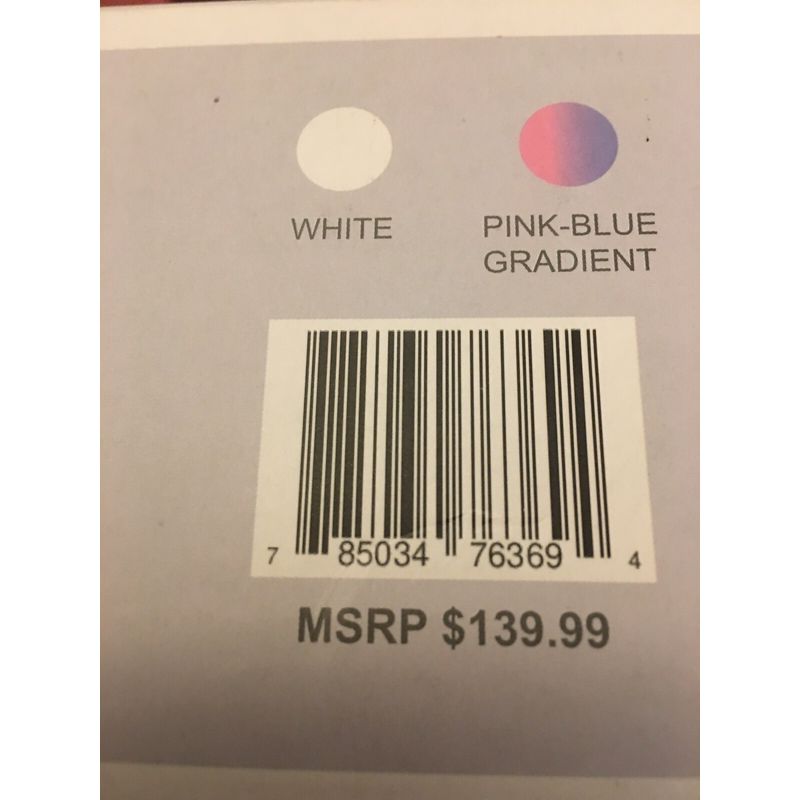 WHITE
PINK-BLUE
GRADIENT
7 85034 76369 4
MSRP $139.99